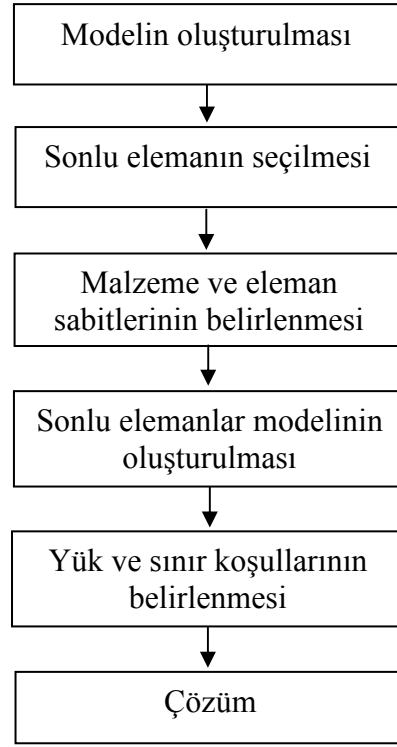 Modelin oluşturulması
Sonlu elemanın seçilmesi
Malzeme ve eleman
sabitlerinin belirlenmesi
Sonlu elemanlar modelinin
oluşturulması
Yük ve sınır koşullarının
belirlenmesi
Çözüm